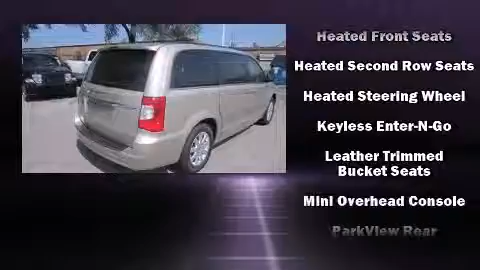 Heated Front Seats
Heated Second Row Seats
Heated Steering Wheel
Keyless Enter-N-Go
Leather Trimmed
Bucket Seats
Mini Overhead Console
ParkView Rear